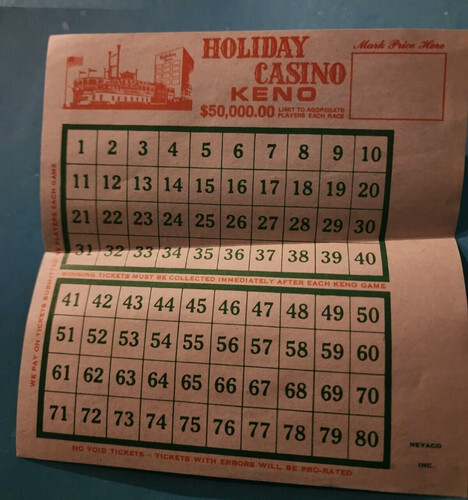 HOLIDAY
CASINO
KENO
$50,000.00 LIMIT TO AGGREGATE
PLAYERS EACH RACE
Mark Price Here
1 2 3 4 5 6 7 8 9 10
11 12 13 14 15 16 17 18 19 20
21 22 23 24 25 26 27 28 29 30
31 32 33 34 35 36 37 38 39 40
WINNING TICKETS MUST BE COLLECTED IMMEDIATELY AFTER EACH KENO GAME
41 42 43 44 45 46 47 48 49 50
51 52 53 54 55 56 57 58 59 60
61 62 63 64 65 66 67 68 69 70
71 72 73 74 75 76 77 78 79 80
WE PAY ON TICKETS PLAYERS EACH GAME
NO VOID TICKETS - TICKETS WITH ERRORS WILL BE PRO-RATED
NEVACO
INC.